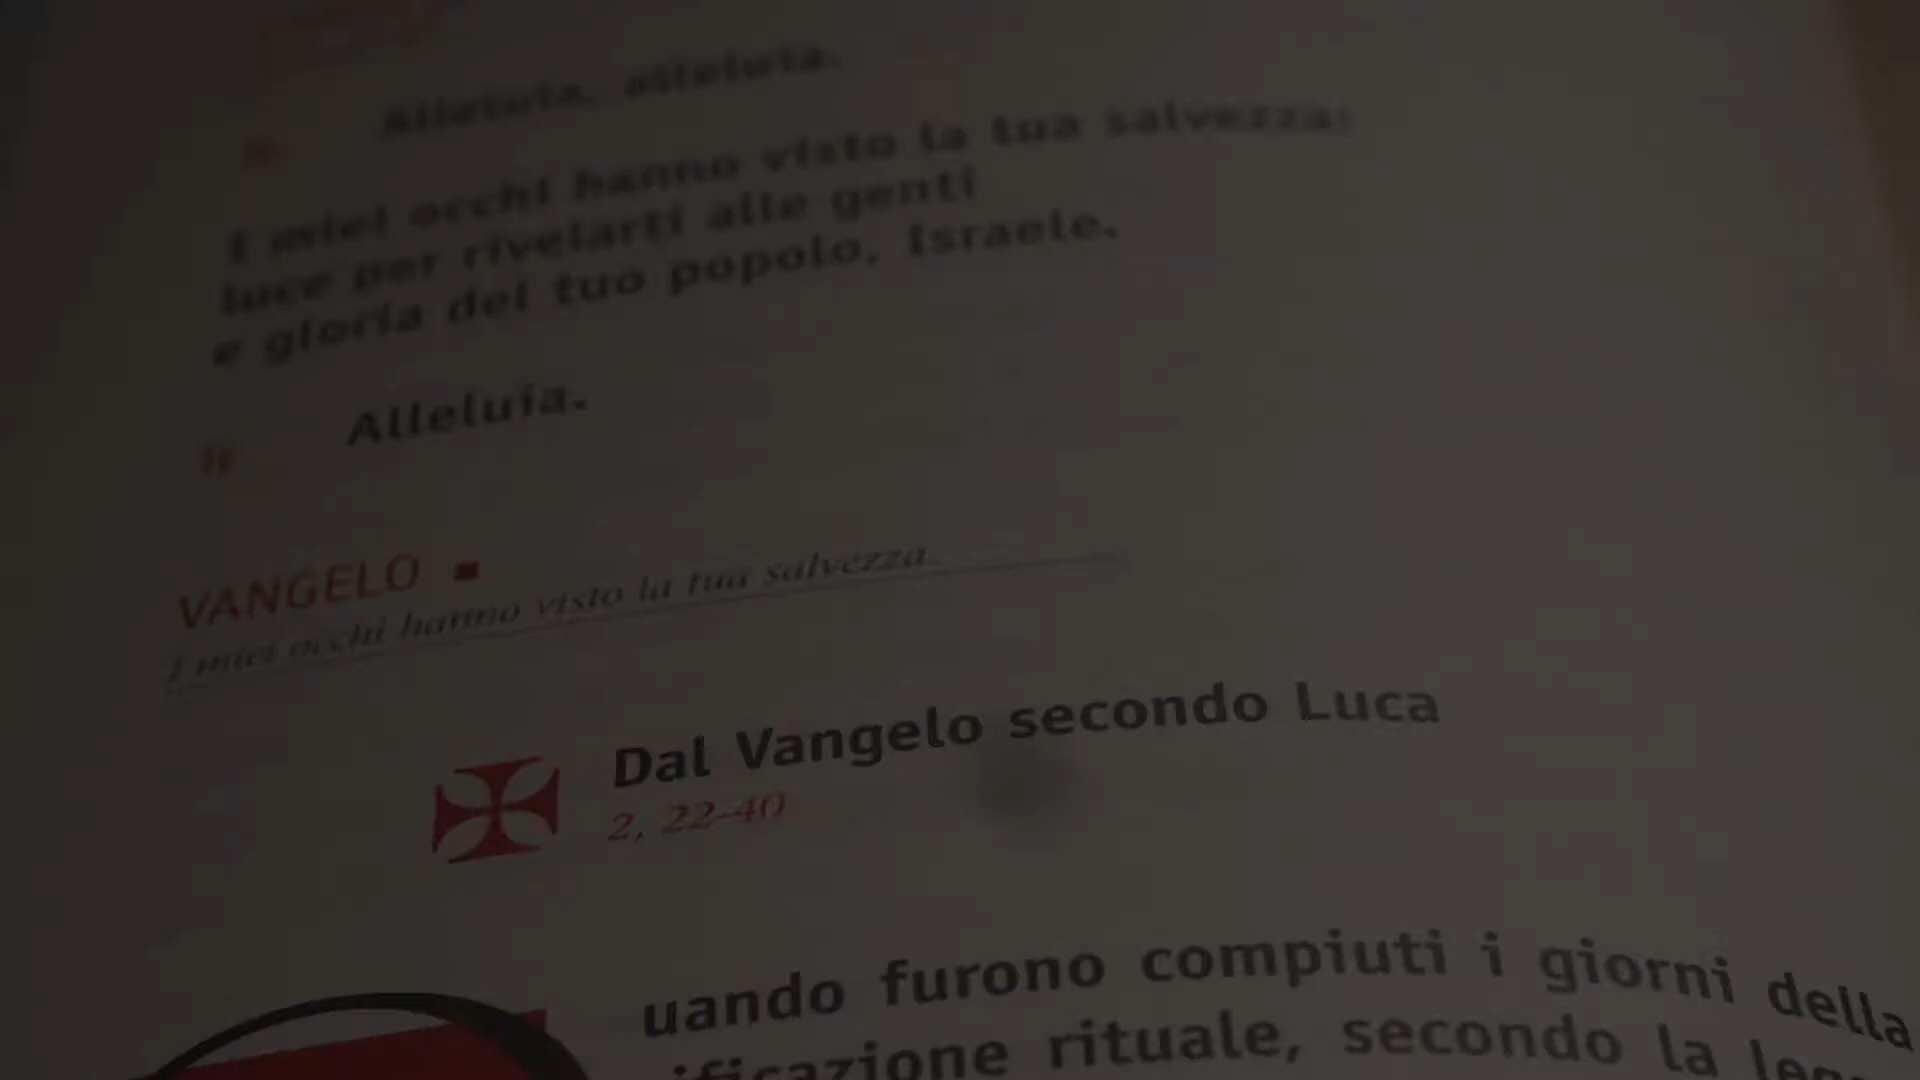 Alleluia, alleluia.
I miei occhi hanno visto la tua salvezza:
luce per rivelarti alle genti
e gloria del tuo popolo, Israele.
Alleluia.
VANGELO
I miei occhi hanno visto la tua salvezza.
Dal Vangelo secondo Luca
2, 22-40
uando furono compiuti i giorni della
ificazione rituale, secondo la